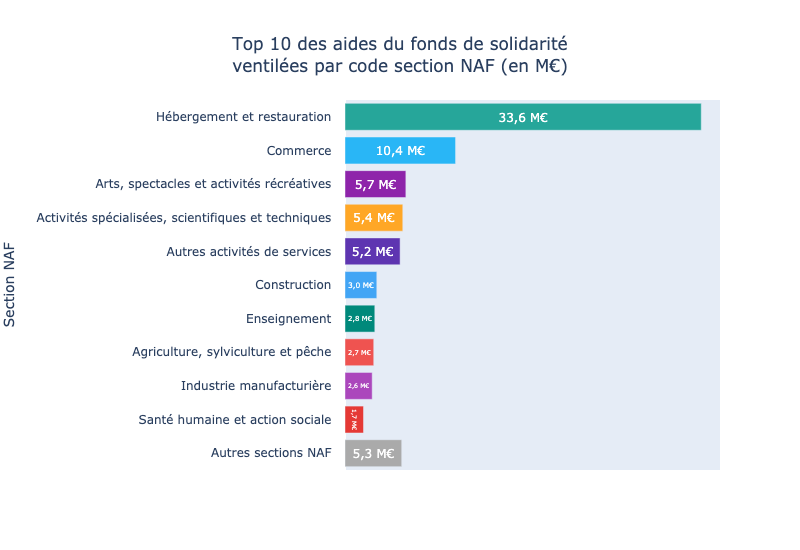 Top 10 des aides du fonds de solidarité
ventilées par code section NAF (en M€)
Section NAF
Hébergement et restauration 33,6 M€
Commerce 10,4 M€
Arts, spectacles et activités récréatives 5,7 M€
Activités spécialisées, scientifiques et techniques 5,4 M€
Autres activités de services 5,2 M€
Construction 3,0 M€
Enseignement 2,8 M€
Agriculture, sylviculture et pêche 2,7 M€
Industrie manufacturière 2,6 M€
Santé humaine et action sociale 1,7 M€
Autres sections NAF 5,3 M€